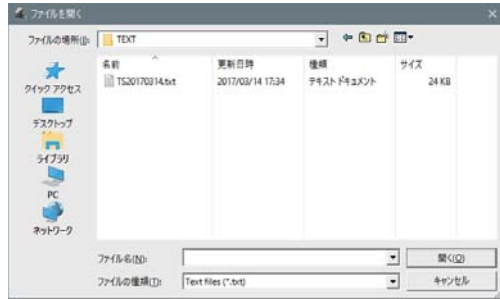 ファイルを開く
ファイルの場所(I):
TEXT
名前
更新日時
種類
サイズ
TS20170314.txt
2017/03/14 17:34
テキスト ドキュメント
24 KB
クイック アクセス
デスクトップ
ライブラリ
PC
ネットワーク
ファイル名(N):
開く(O)
ファイルの種類(T):
Text files (*.txt)
キャンセル